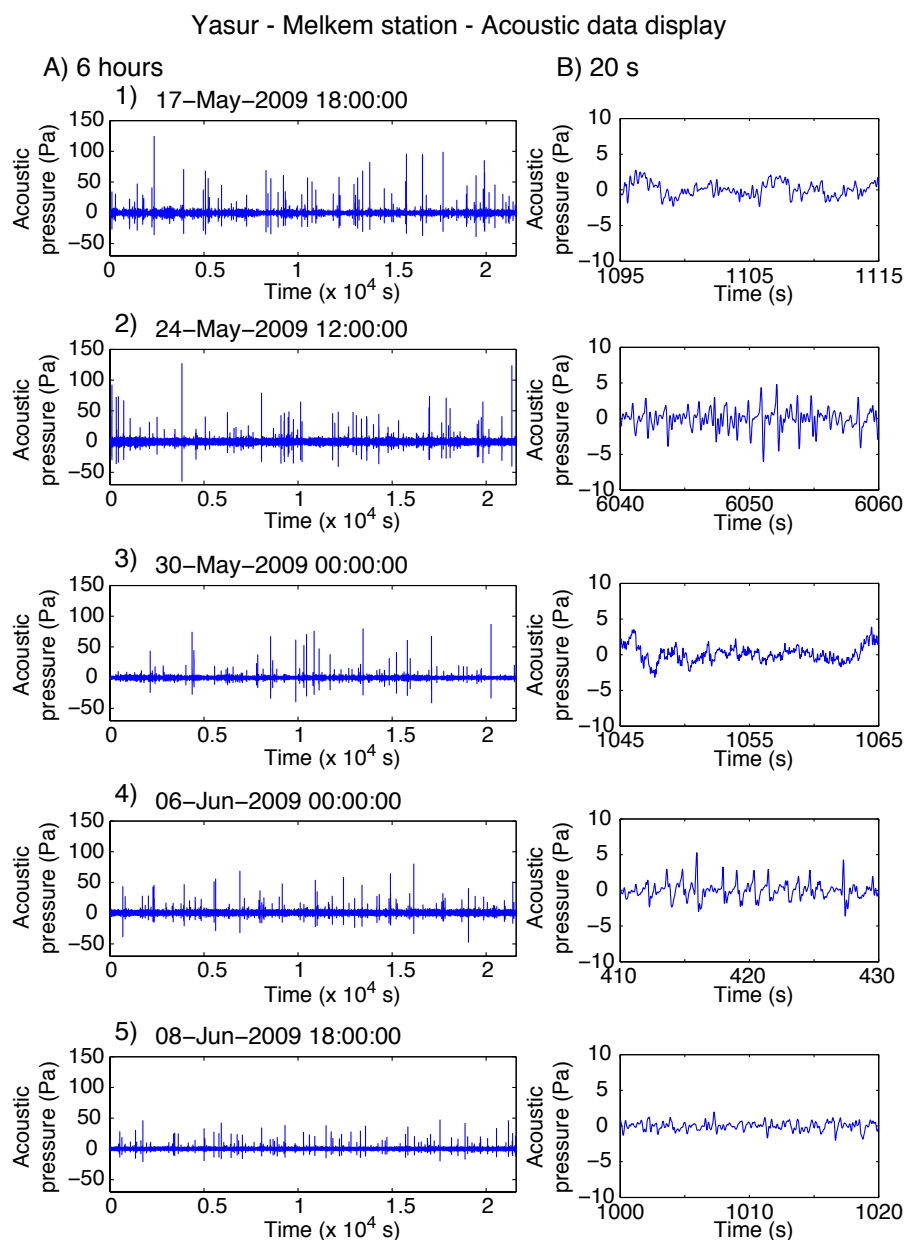 Yasur - Melkem station - Acoustic data display
A) 6 hours
B) 20 s
1) 17−May−2009 18:00:00
Acoustic
pressure (Pa)
150
100
50
0
−50
0 0.5 1 1.5 2
Time (x 10⁴ s)
Acoustic
pressure (Pa)
10
5
0
−5
−10
1095 1105 1115
Time (s)
2) 24−May−2009 12:00:00
Acoustic
pressure (Pa)
150
100
50
0
−50
0 0.5 1 1.5 2
Time (x 10⁴ s)
Acoustic
pressure (Pa)
10
5
0
−5
−10
6040 6050 6060
Time (s)
3) 30−May−2009 00:00:00
Acoustic
pressure (Pa)
150
100
50
0
−50
0 0.5 1 1.5 2
Time (x 10⁴ s)
Acoustic
pressure (Pa)
10
5
0
−5
−10
1045 1055 1065
Time (s)
4) 06−Jun−2009 00:00:00
Acoustic
pressure (Pa)
150
100
50
0
−50
0 0.5 1 1.5 2
Time (x 10⁴ s)
Acoustic
pressure (Pa)
10
5
0
−5
−10
410 420 430
Time (s)
5) 08−Jun−2009 18:00:00
Acoustic
pressure (Pa)
150
100
50
0
−50
0 0.5 1 1.5 2
Time (x 10⁴ s)
Acoustic
pressure (Pa)
10
5
0
−5
−10
1000 1010 1020
Time (s)